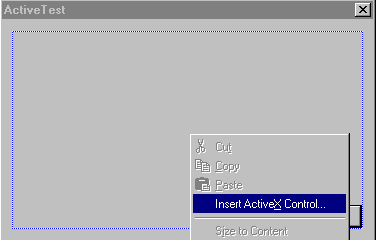 ActiveTest
Cut
Copy
Paste
Insert ActiveX Control...
Size to Content